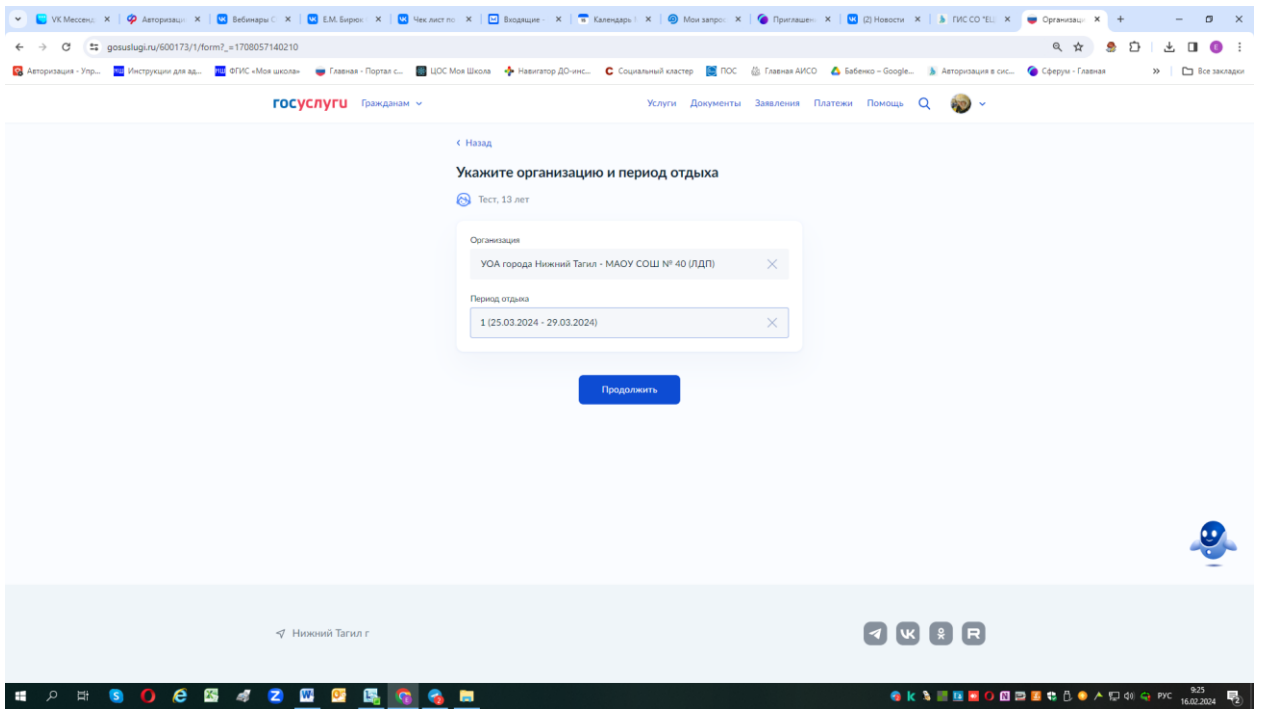 VK Мессенд
Авторизаци
Вебинары С
Е.М. Бирюк
Чек лист по
Входящие -
Календарь
Мои запрос
Приглашен
(2) Новости
ГИС СО "ЕЦ
Организаци
gosuslugi.ru/600173/1/form?_=1708057140210
Авторизация - Упр...
Инструкции для ад...
ФГИС «Моя школа»
Главная - Портал с...
ЦОС Моя Школа
Навигатор ДО-инс...
Социальный кластер
ПОС
Главная АИСО
Бабенко – Google...
Авторизация в сис...
Сферум - Главная
Все закладки
госуслуги Гражданам
Услуги Документы Заявления Платежи Помощь
Назад
Укажите организацию и период отдыха
Тест, 13 лет
Организация
УОА города Нижний Тагил - МАОУ СОШ № 40 (ЛДП)
Период отдыха
1 (25.03.2024 - 29.03.2024)
Продолжить
Нижний Тагил г
РУС
9:25
16.02.2024